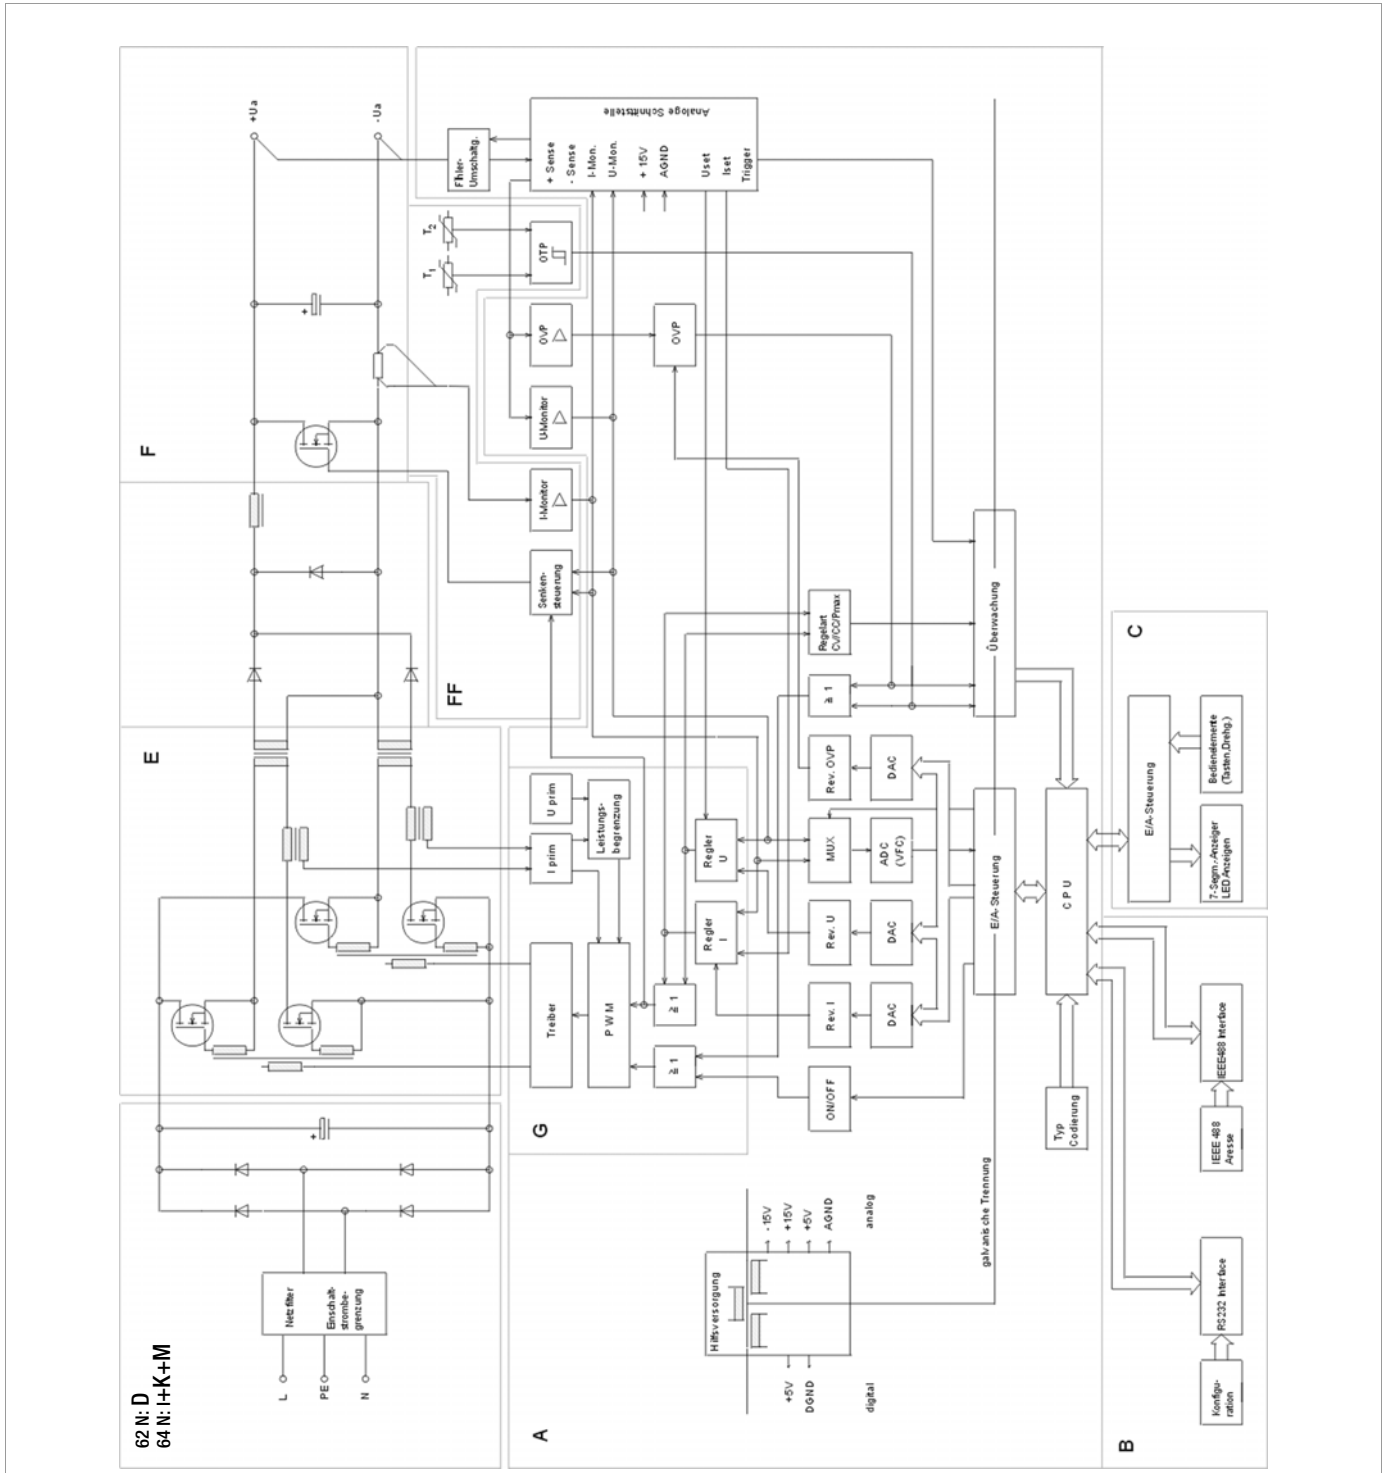 62 N: D
64 N: I+K+M
L
PE
N
Netzfilter
Einschalt-
strombe-
grenzung
E
F
FF
G
A
B
C
+Ua
- Ua
+
+
Treiber
P W M
≥ 1
≥ 1
I prim
U prim
Leistungs-
begrenzung
Regler
I
Regler
U
Senken-
steuerung
I-Monitor
U-Monitor
OVP
OTP
T1
T2
OVP
Fühler-
Umschaltg.
Analoge Schnittstelle
+ Sense
- Sense
I-Mon.
U-Mon.
+ 15V
AGND
Uset
Iset
Trigger
ON/OFF
Rev. I
DAC
Rev. U
DAC
MUX
ADC
(VFC)
Rev. OVP
DAC
≥ 1
Regelart
CV/CC/Pmax
E/A-Steuerung
Überwachung
galvanische Trennung
Hilfsversorgung
- 15V
+15V
+5V
AGND
analog
+5V
DGND
digital
C P U
Typ
Codierung
E/A-Steuerung
7-Segm.-Anzeiger
LED Anzeigen
Bedienelemente
(Tasten,Drehg.)
IEEE488 Interface
IEEE 488
Aresse
RS232 Interface
Konfigu-
ration